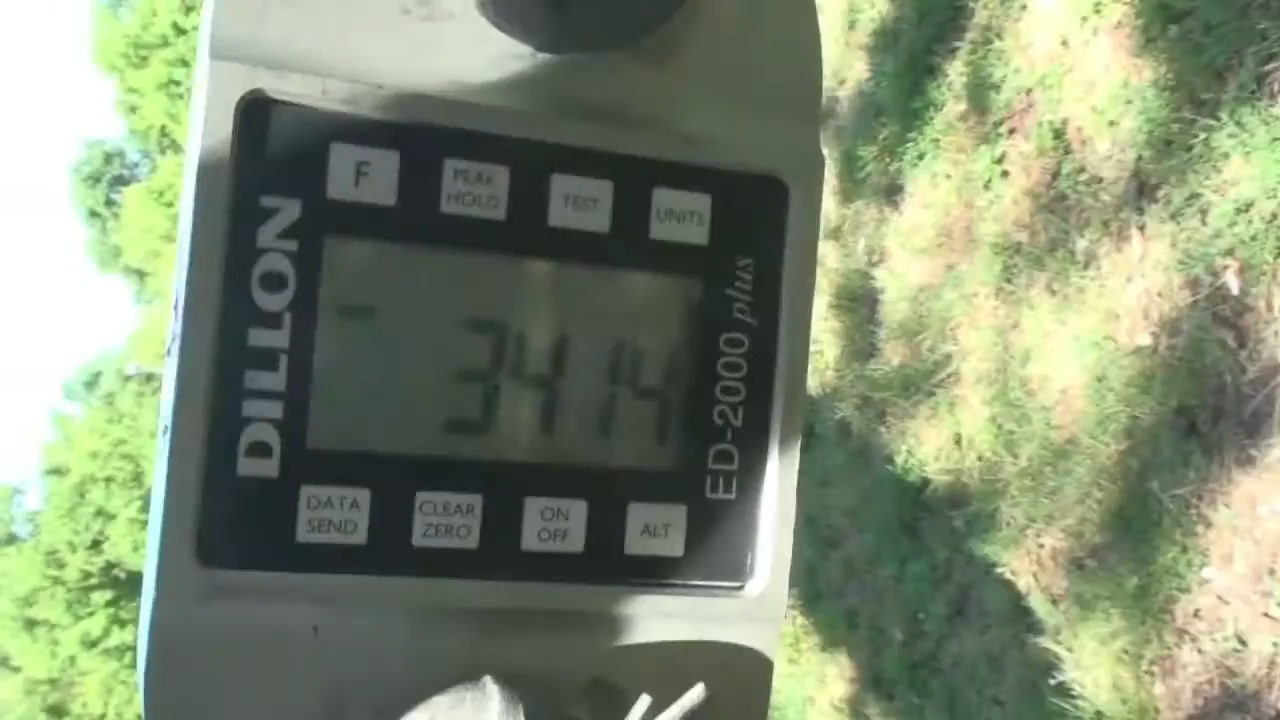 DILLON
F
PEAK
HOLD
TEST
UNITS
3414
ED-2000 plus
DATA
SEND
CLEAR
ZERO
ON
OFF
ALT